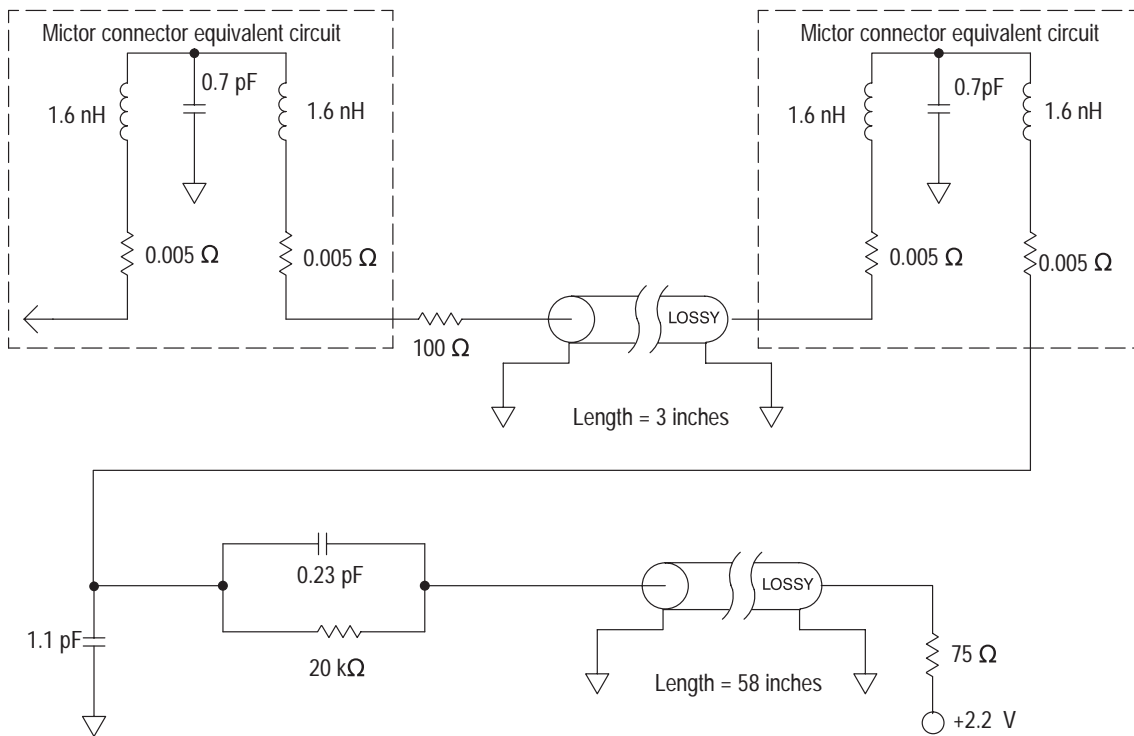 Mictor connector equivalent circuit
Mictor connector equivalent circuit
0.7 pF
1.6 nH
1.6 nH
0.005 Ω
0.005 Ω
0.7pF
1.6 nH
1.6 nH
0.005 Ω
0.005 Ω
100 Ω
LOSSY
Length = 3 inches
0.23 pF
20 kΩ
1.1 pF
LOSSY
Length = 58 inches
75 Ω
+2.2 V